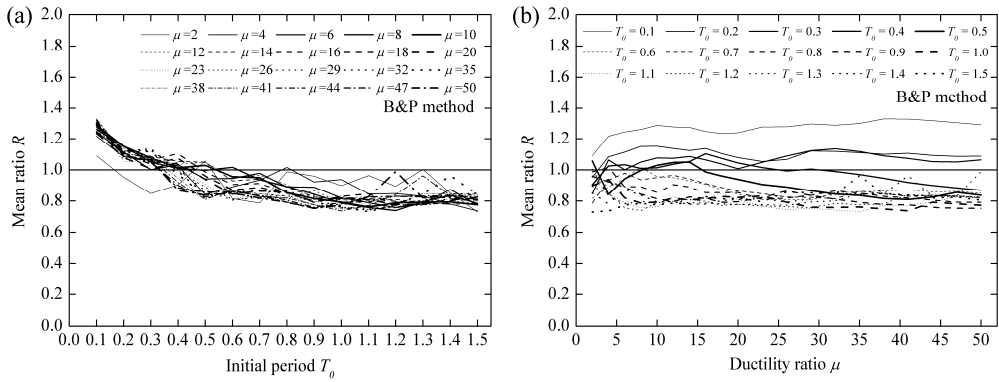 (a)
2.0
1.8
1.6
1.4
1.2
1.0
0.8
0.6
0.4
0.2
0.0
Mean ratio R
μ=2 μ=4 μ=6 μ=8 μ=10
μ=12 μ=14 μ=16 μ=18 μ=20
μ=23 μ=26 μ=29 μ=32 μ=35
μ=38 μ=41 μ=44 μ=47 μ=50
B&P method
0.0 0.1 0.2 0.3 0.4 0.5 0.6 0.7 0.8 0.9 1.0 1.1 1.2 1.3 1.4 1.5
Initial period T0
(b)
2.0
1.8
1.6
1.4
1.2
1.0
0.8
0.6
0.4
0.2
0.0
Mean ratio R
T0 = 0.1 T0 = 0.2 T0 = 0.3 T0 = 0.4 T0 = 0.5
T0 = 0.6 T0 = 0.7 T0 = 0.8 T0 = 0.9 T0 = 1.0
T0 = 1.1 T0 = 1.2 T0 = 1.3 T0 = 1.4 T0 = 1.5
B&P method
0 5 10 15 20 25 30 35 40 45 50
Ductility ratio μ